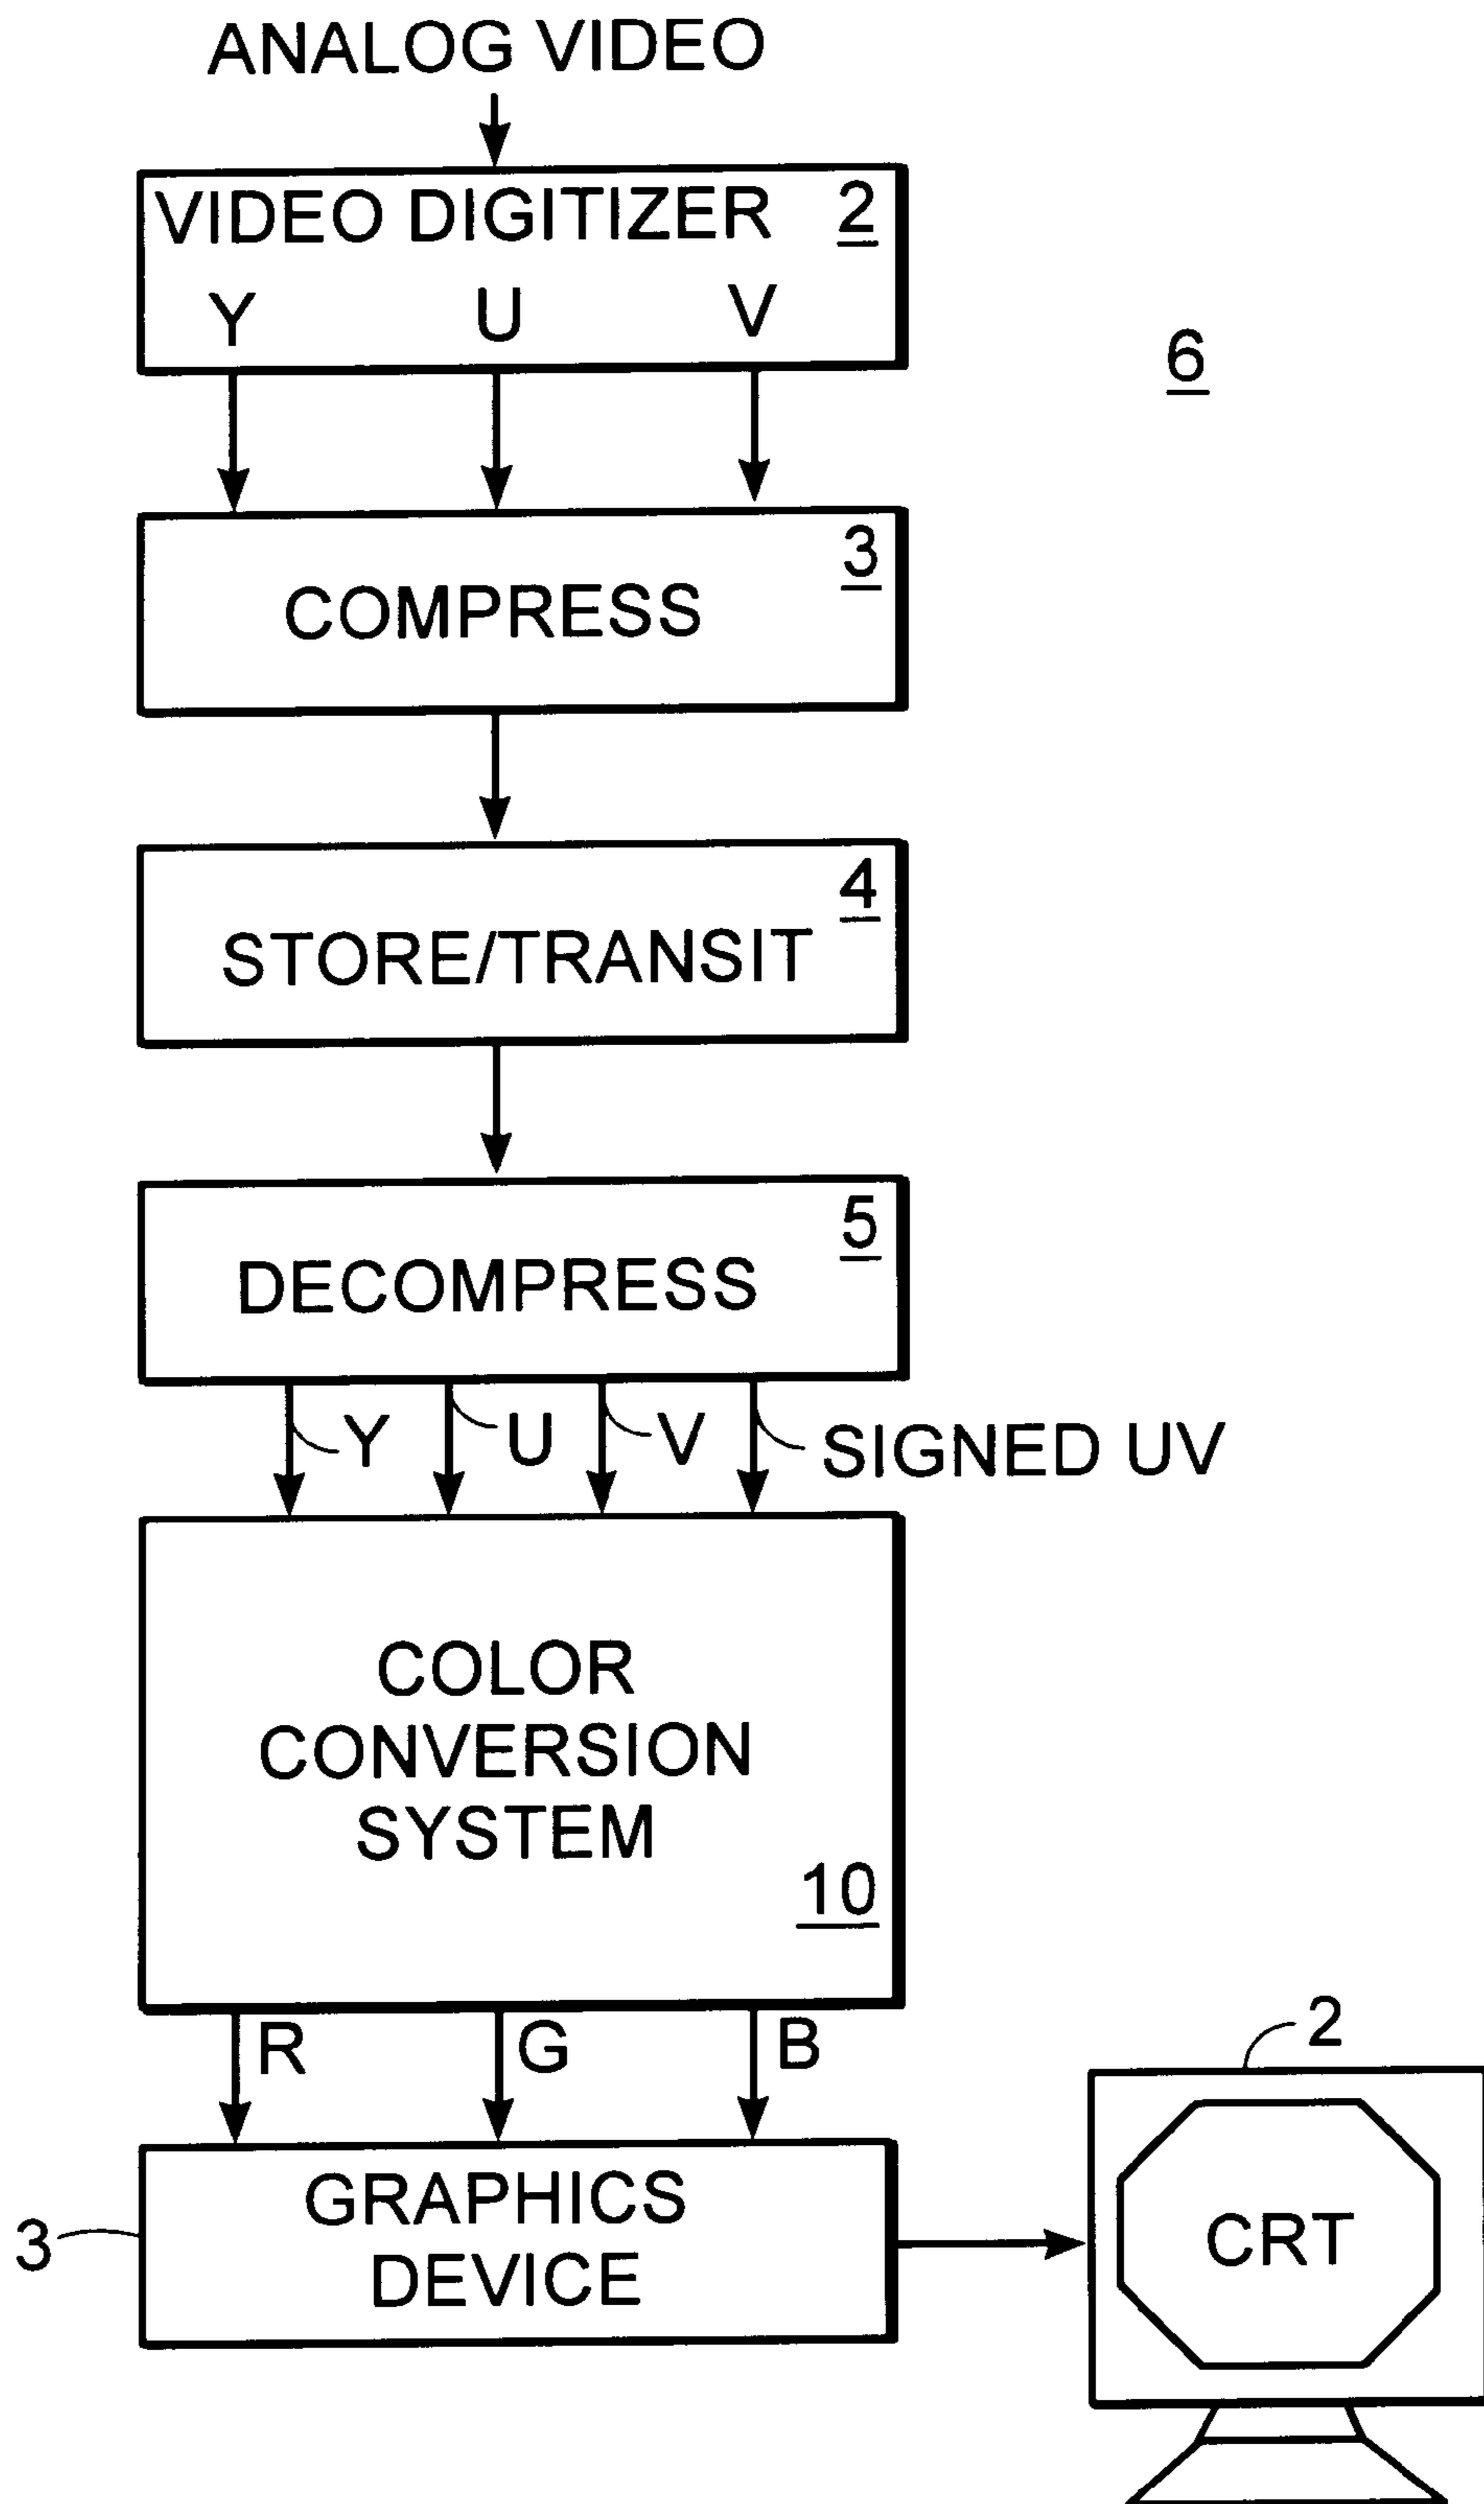 ANALOG VIDEO
VIDEO DIGITIZER 2
Y U V
6
3
COMPRESS
4
STORE/TRANSIT
5
DECOMPRESS
Y U V SIGNED UV
COLOR
CONVERSION
SYSTEM
10
R G B
2
GRAPHICS
DEVICE
3
CRT